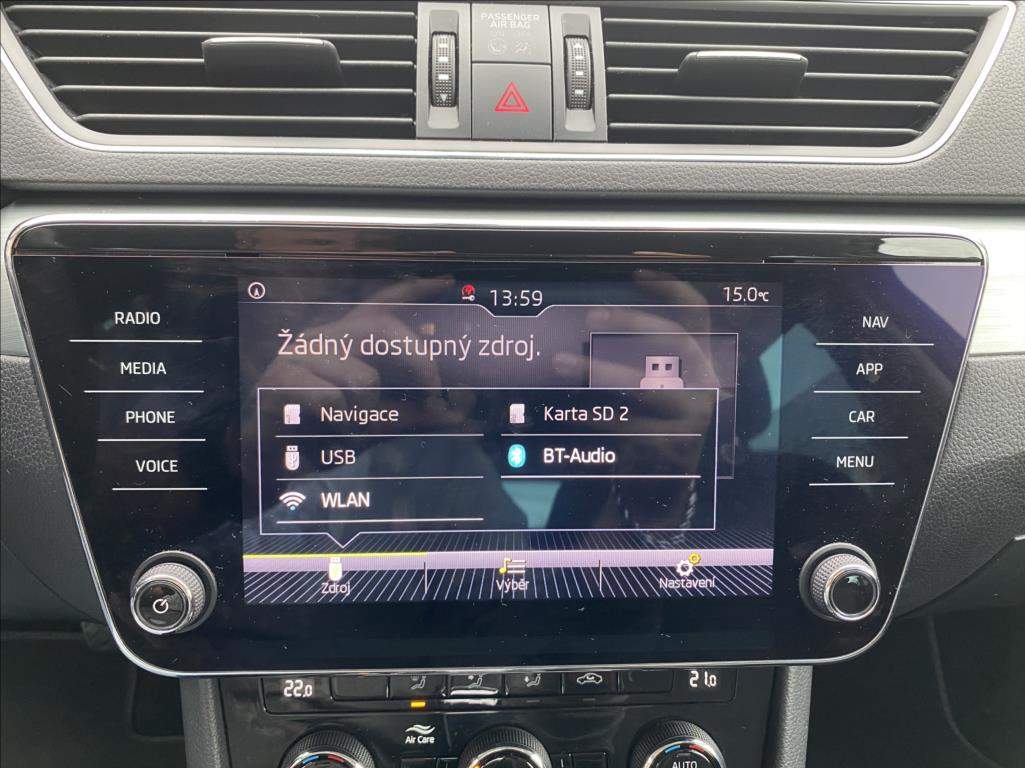 PASSENGER
AIR BAG
13:59
15.0°C
Žádný dostupný zdroj.
RADIO
MEDIA
PHONE
VOICE
NAV
APP
CAR
MENU
Navigace
Karta SD 2
USB
BT-Audio
WLAN
Zdroj
Výběr
Nastavení
22.0
21.0
Air Care
AUTO